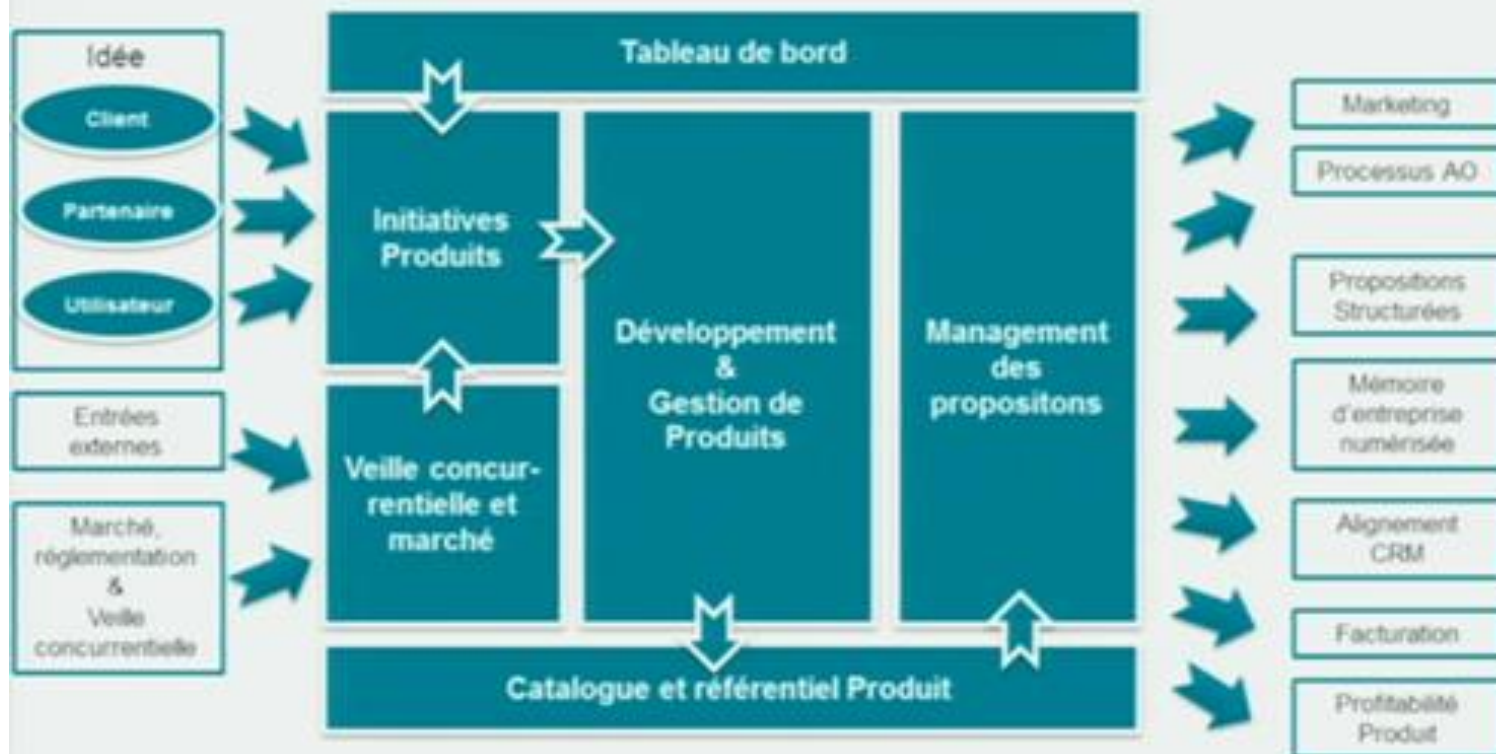 Idée
Client
Partenaire
Utilisateur
Entrées
externes
Marché,
réglementation
&
Veille
concurrentielle
Tableau de bord
Initiatives
Produits
Veille concur-
rentielle et
marché
Développement
&
Gestion de
Produits
Management
des
propositons
Catalogue et référentiel Produit
Marketing
Processus AO
Propositions
Structurées
Mémoire
d'entreprise
numérisée
Alignement
CRM
Facturation
Profitabilité
Produit